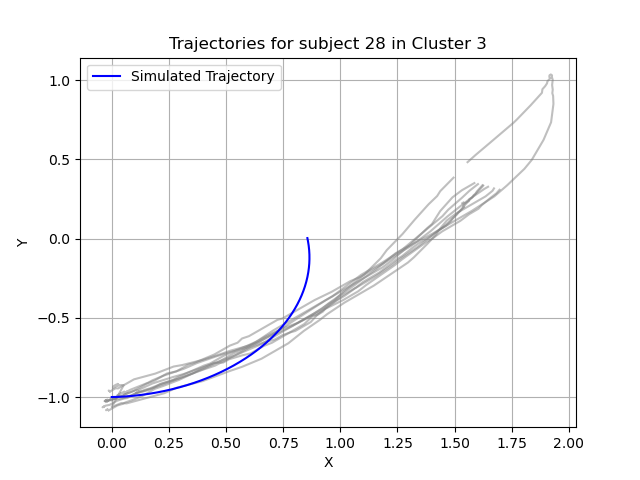 Trajectories for subject 28 in Cluster 3
Simulated Trajectory
1.0
0.5
0.0
−0.5
−1.0
Y
0.00 0.25 0.50 0.75 1.00 1.25 1.50 1.75 2.00
X